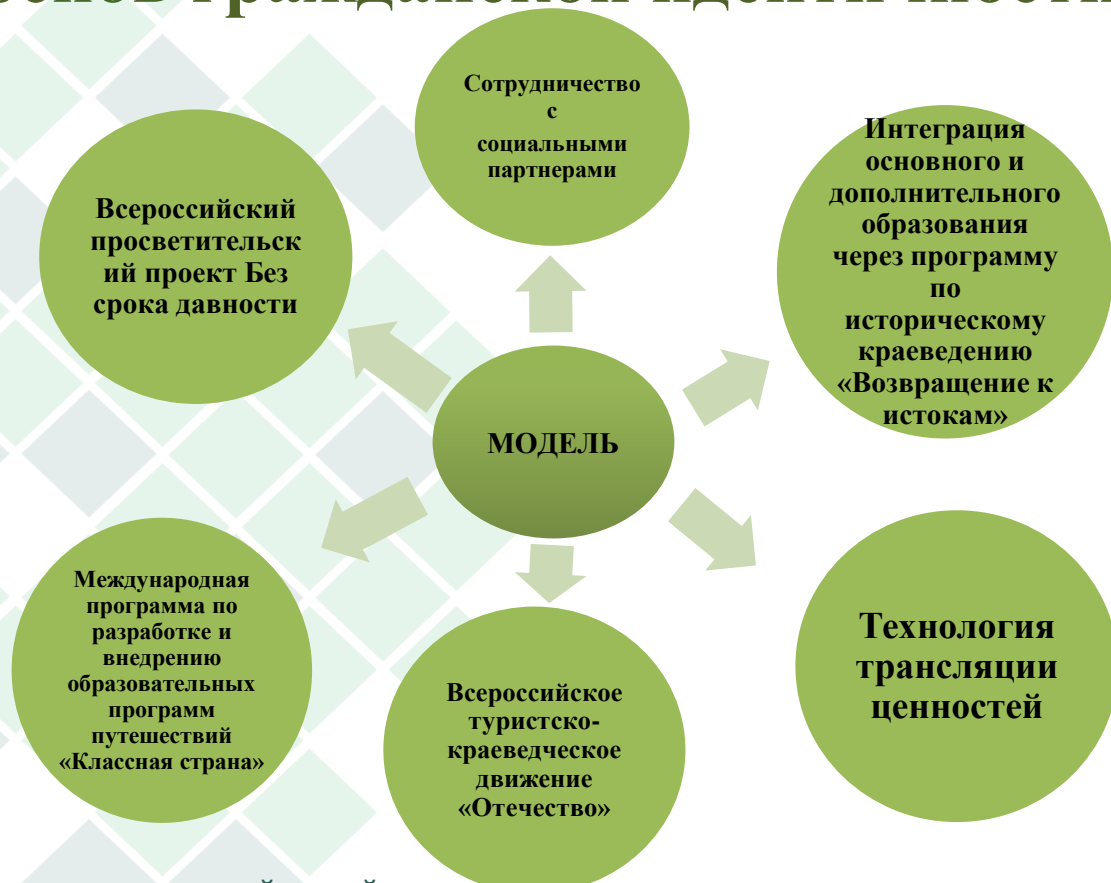 гражданской идентичности
Сотрудничество
с
социальными
партнерами
Интеграция
основного и
дополнительного
образования
через программу
по
историческому
краеведению
«Возвращение к
истокам»
Всероссийский
просветительск
ий проект Без
срока давности
МОДЕЛЬ
Технология
трансляции
ценностей
Международная
программа по
разработке и
внедрению
образовательных
программ
путешествий
«Классная страна»
Всероссийское
туристско-
краеведческое
движение
«Отечество»